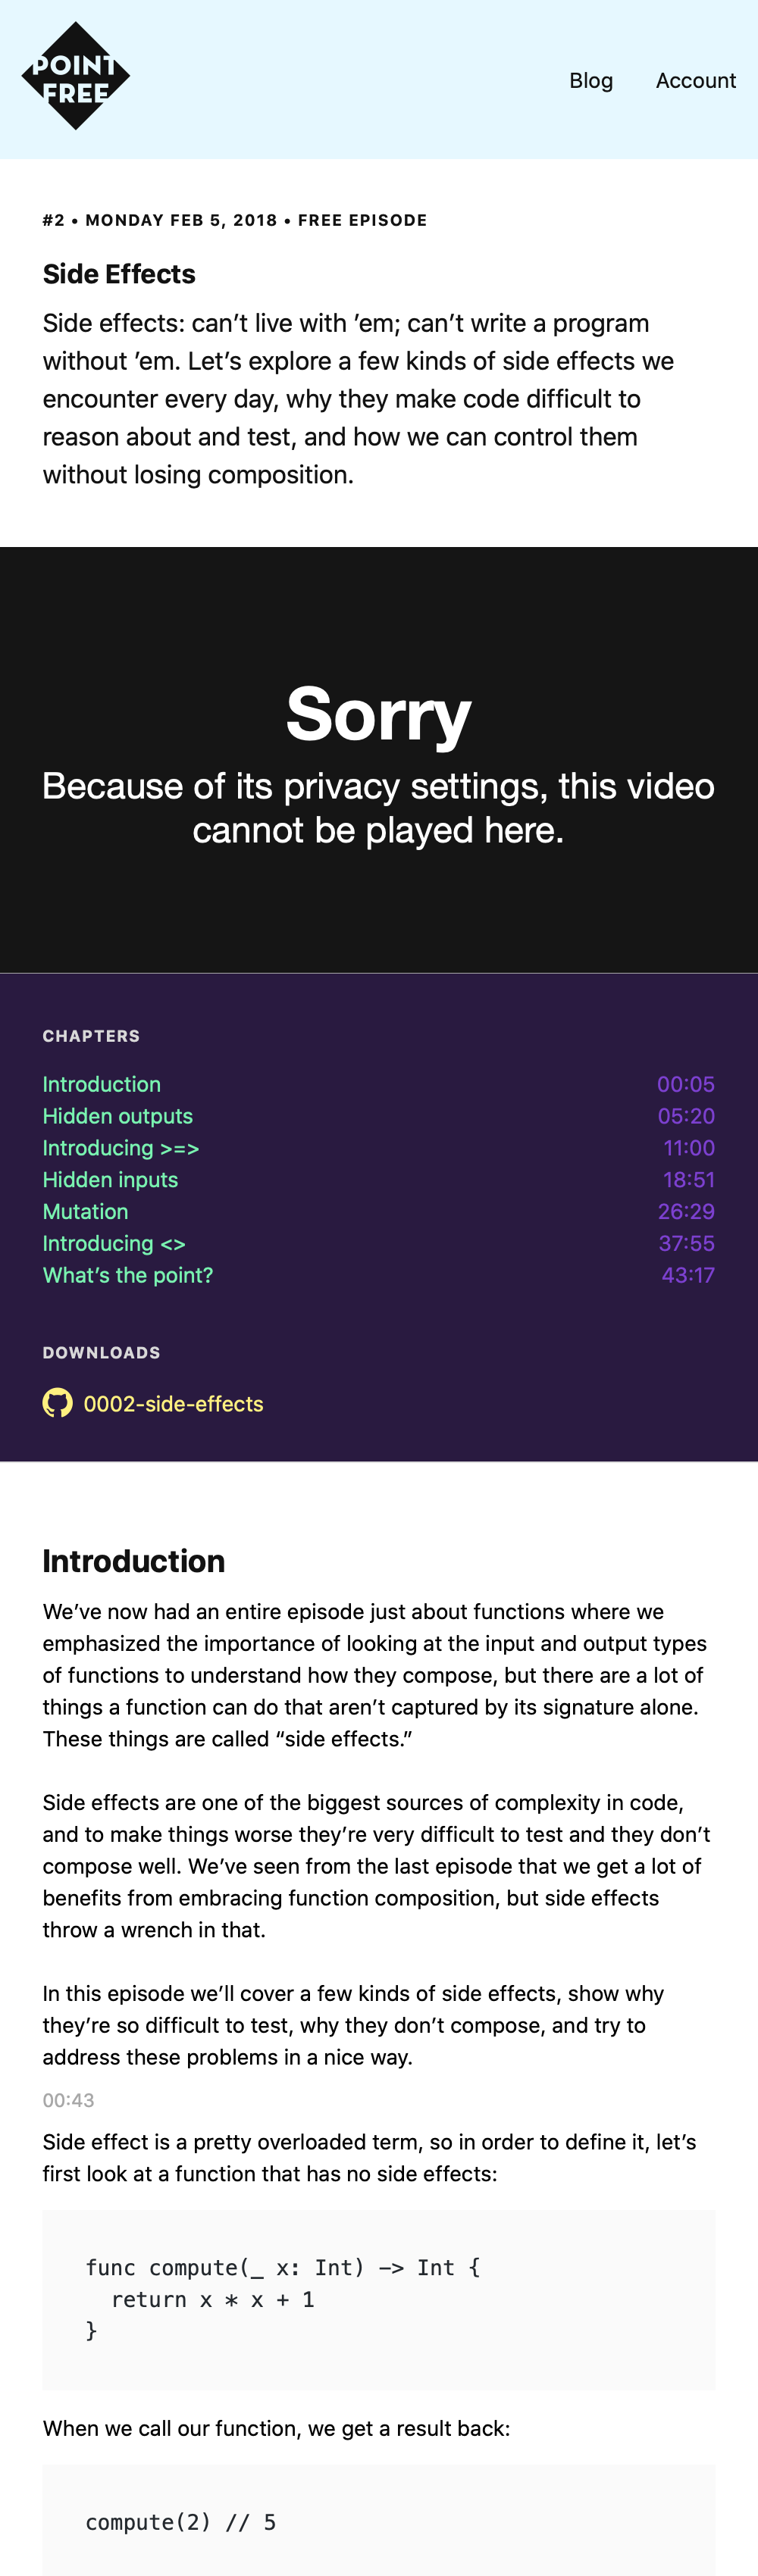 POINT
FREE
Blog
Account
#2 • MONDAY FEB 5, 2018 • FREE EPISODE
Side Effects
Side effects: can’t live with ’em; can’t write a program
without ’em. Let’s explore a few kinds of side effects we
encounter every day, why they make code difficult to
reason about and test, and how we can control them
without losing composition.
Sorry
Because of its privacy settings, this video
cannot be played here.
CHAPTERS
Introduction 00:05
Hidden outputs 05:20
Introducing >=> 11:00
Hidden inputs 18:51
Mutation 26:29
Introducing <> 37:55
What’s the point? 43:17
DOWNLOADS
0002-side-effects
Introduction
We’ve now had an entire episode just about functions where we
emphasized the importance of looking at the input and output types
of functions to understand how they compose, but there are a lot of
things a function can do that aren’t captured by its signature alone.
These things are called “side effects.”
Side effects are one of the biggest sources of complexity in code,
and to make things worse they’re very difficult to test and they don’t
compose well. We’ve seen from the last episode that we get a lot of
benefits from embracing function composition, but side effects
throw a wrench in that.
In this episode we’ll cover a few kinds of side effects, show why
they’re so difficult to test, why they don’t compose, and try to
address these problems in a nice way.
00:43
Side effect is a pretty overloaded term, so in order to define it, let’s
first look at a function that has no side effects:
func compute(_ x: Int) -> Int {
  return x * x + 1
}
When we call our function, we get a result back:
compute(2) // 5